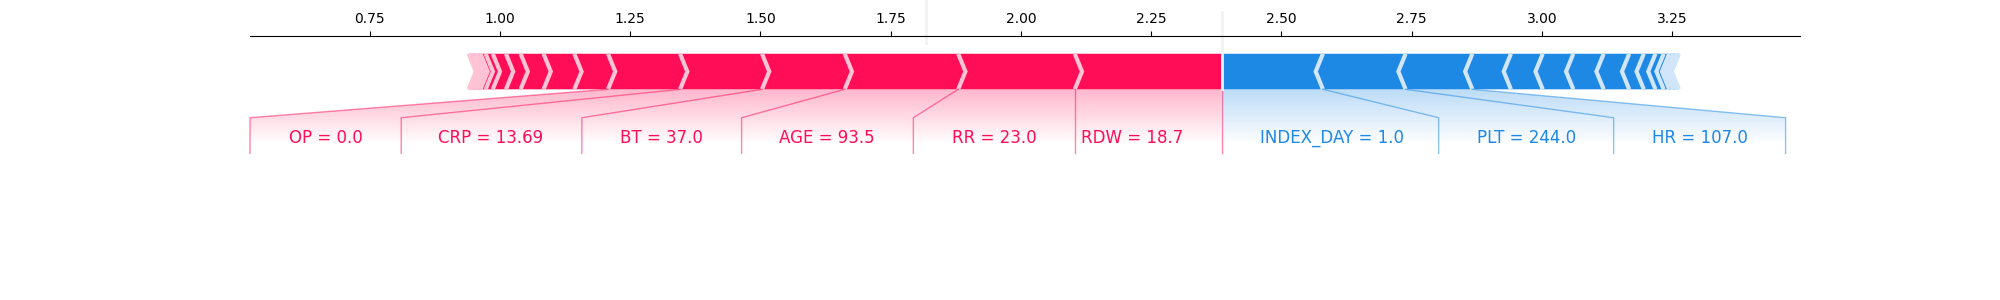 0.75 1.00 1.25 1.50 1.75 2.00 2.25 2.50 2.75 3.00 3.25
OP = 0.0 CRP = 13.69 BT = 37.0 AGE = 93.5 RR = 23.0 RDW = 18.7 INDEX_DAY = 1.0 PLT = 244.0 HR = 107.0